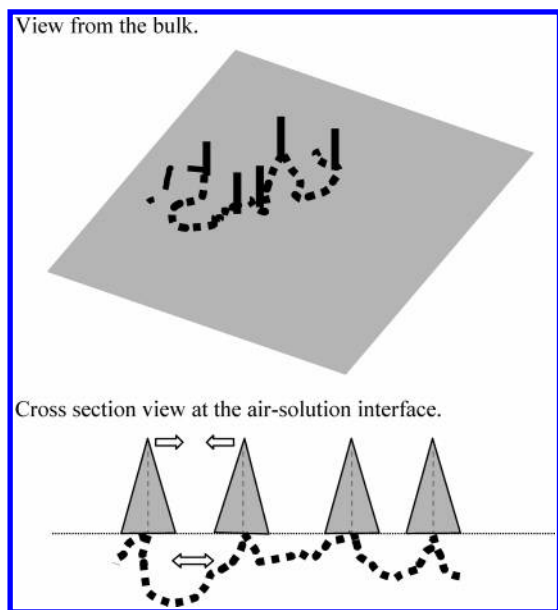 View from the bulk.
Cross section view at the air-solution interface.